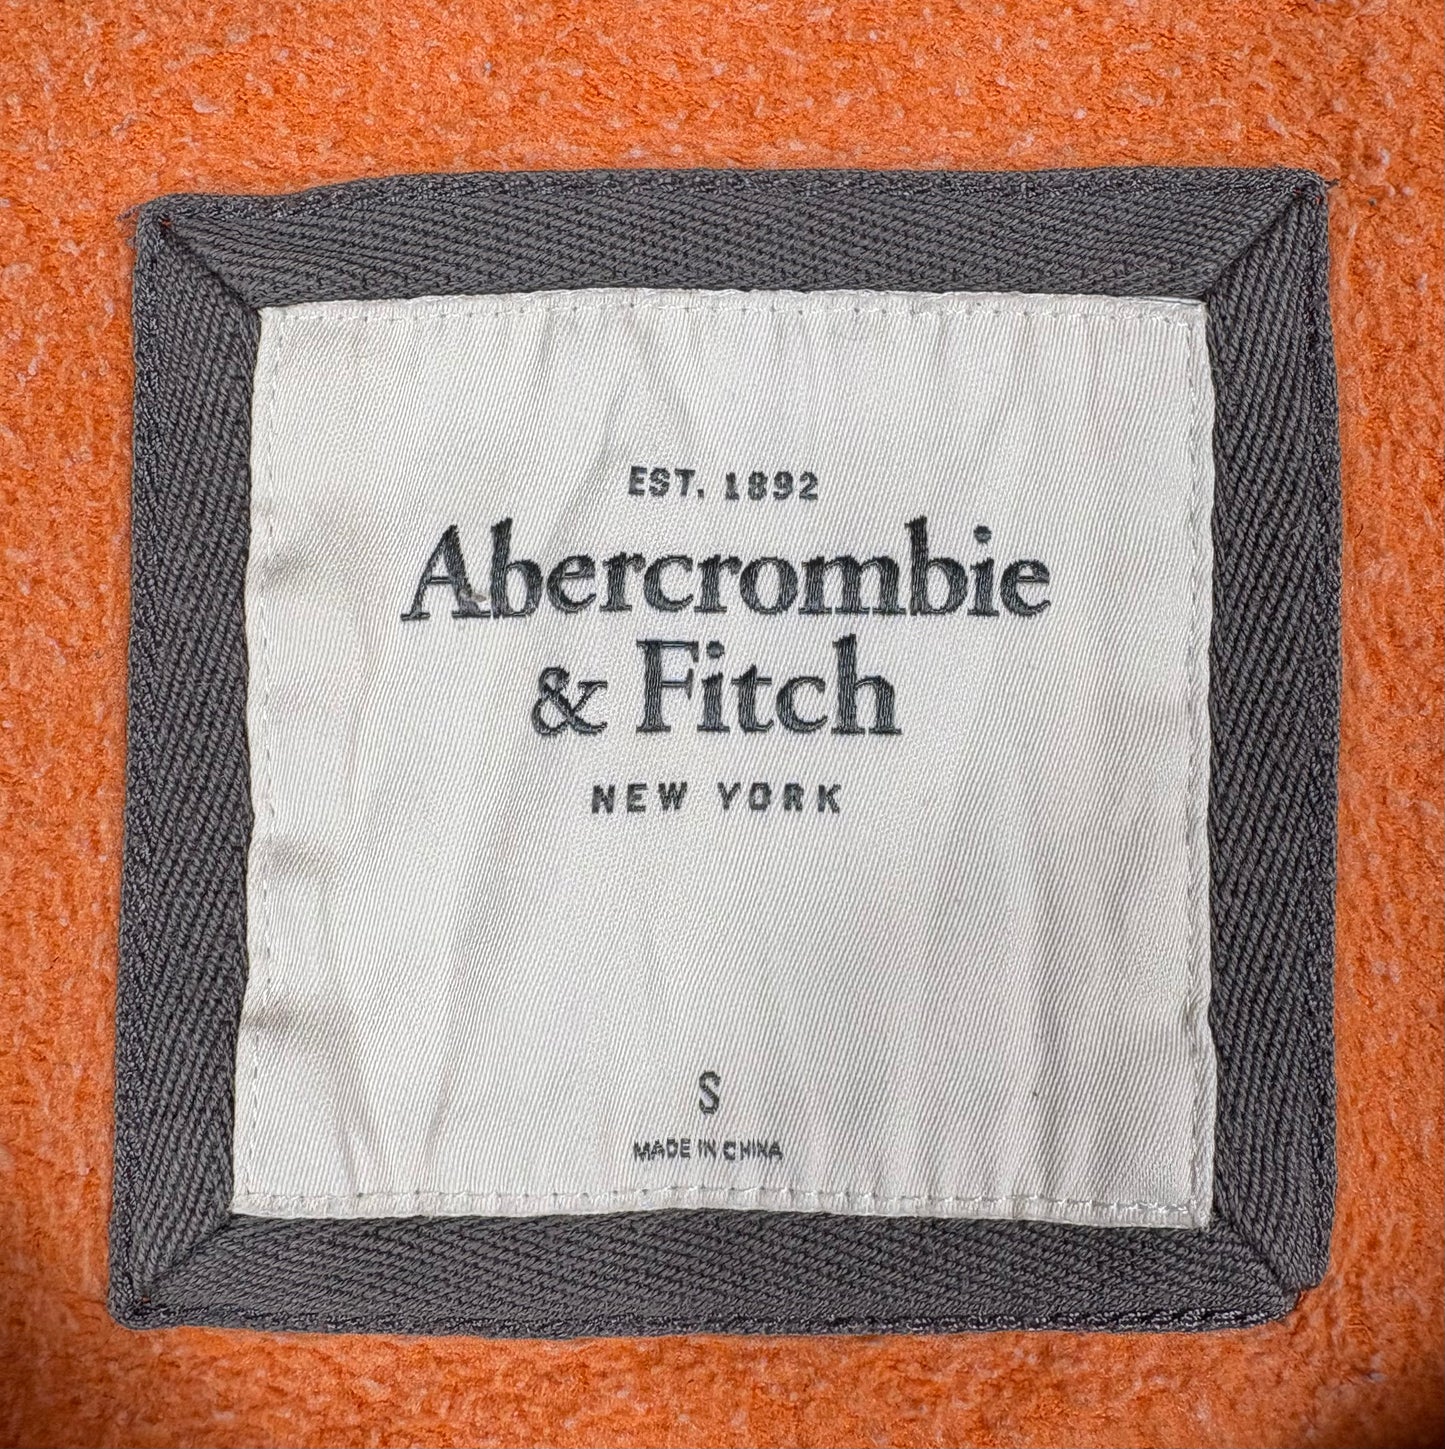 EST. 1892
Abercrombie
& Fitch
NEW YORK
S
MADE IN CHINA